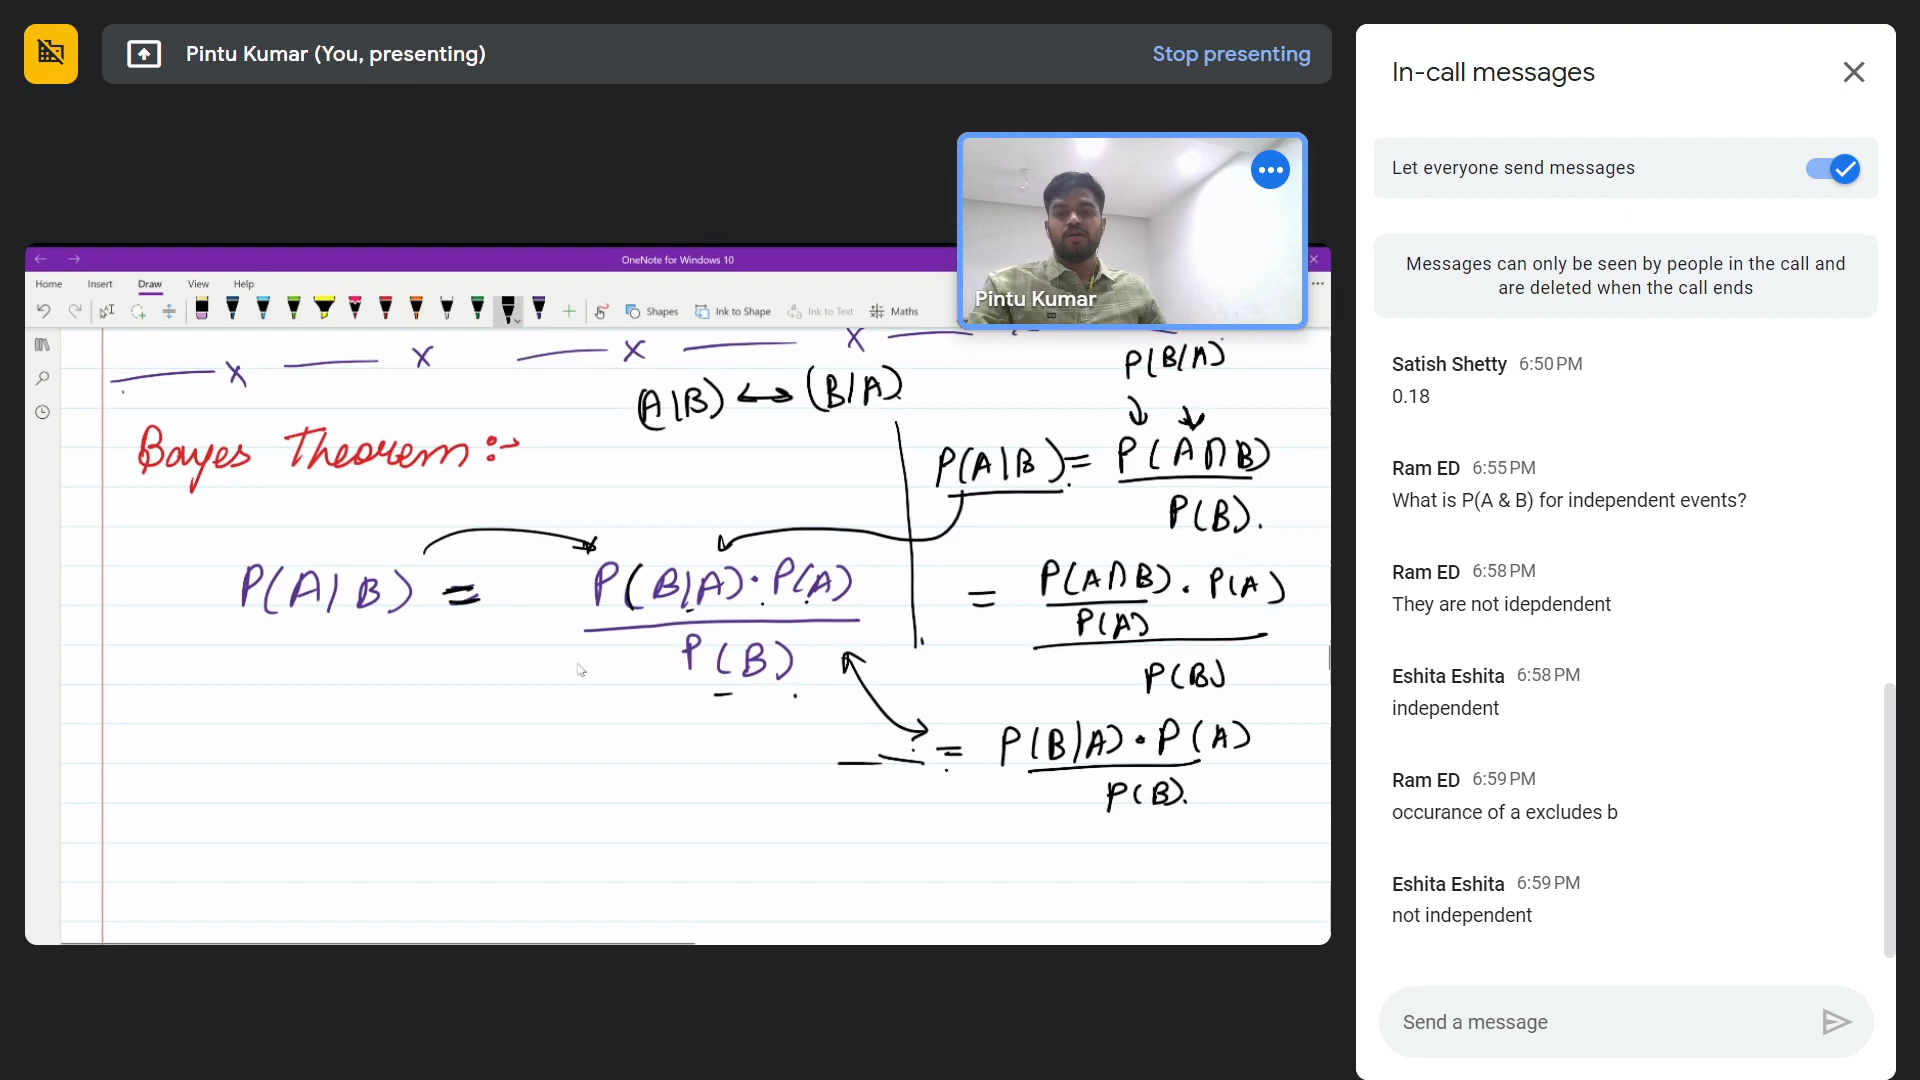 Pintu Kumar (You, presenting)
Stop presenting
In-call messages
Let everyone send messages
Messages can only be seen by people in the call and
are deleted when the call ends
Satish Shetty 6:50 PM
0.18
Ram ED 6:55 PM
What is P(A & B) for independent events?
Ram ED 6:58 PM
They are not idepdendent
Eshita Eshita 6:58 PM
independent
Ram ED 6:59 PM
occurance of a excludes b
Eshita Eshita 6:59 PM
not independent
Send a message
Pintu Kumar
OneNote for Windows 10
Home Insert Draw View Help
Shapes Ink to Shape Ink to Text Maths
x x x x
(A|B) ↔ (B/A)
P(B/A)
Bayes Theorem :->
P(A|B) = P(A∩B)
P(B).
P(A/B) = P(B|A) · P(A)
P(B)
= P(A∩B) . P(A)
P(A)
P(B)
= P(B|A) · P(A)
P(B).